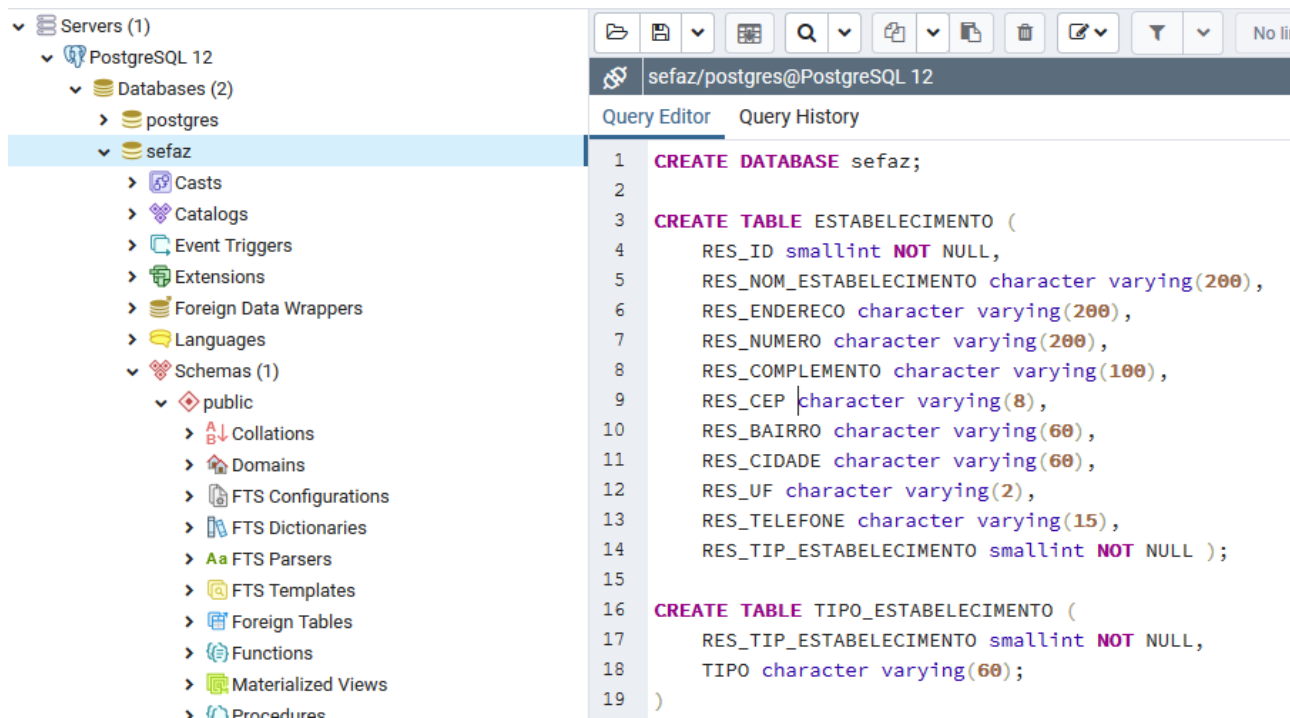 Servers (1)
PostgreSQL 12
Databases (2)
postgres
sefaz
Casts
Catalogs
Event Triggers
Extensions
Foreign Data Wrappers
Languages
Schemas (1)
public
Collations
Domains
FTS Configurations
FTS Dictionaries
Aa FTS Parsers
FTS Templates
Foreign Tables
Functions
Materialized Views
Procedures
No li
sefaz/postgres@PostgreSQL 12
Query Editor Query History
1 CREATE DATABASE sefaz;
2
3 CREATE TABLE ESTABELECIMENTO (
4 RES_ID smallint NOT NULL,
5 RES_NOM_ESTABELECIMENTO character varying(200),
6 RES_ENDERECO character varying(200),
7 RES_NUMERO character varying(200),
8 RES_COMPLEMENTO character varying(100),
9 RES_CEP character varying(8),
10 RES_BAIRRO character varying(60),
11 RES_CIDADE character varying(60),
12 RES_UF character varying(2),
13 RES_TELEFONE character varying(15),
14 RES_TIP_ESTABELECIMENTO smallint NOT NULL );
15
16 CREATE TABLE TIPO_ESTABELECIMENTO (
17 RES_TIP_ESTABELECIMENTO smallint NOT NULL,
18 TIPO character varying(60);
19 )